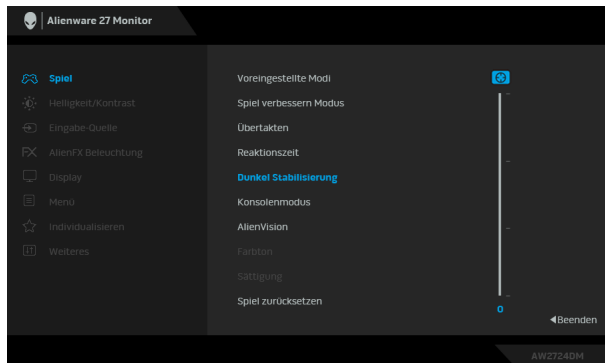 Alienware 27 Monitor
Spiel
Helligkeit/Kontrast
Eingabe-Quelle
AlienFX Beleuchtung
Display
Menü
Individualisieren
Weiteres
Voreingestellte Modi
Spiel verbessern Modus
Übertakten
Reaktionszeit
Dunkel Stabilisierung
Konsolenmodus
AlienVision
Farbton
Sättigung
Spiel zurücksetzen
0
Beenden
AW2724DM